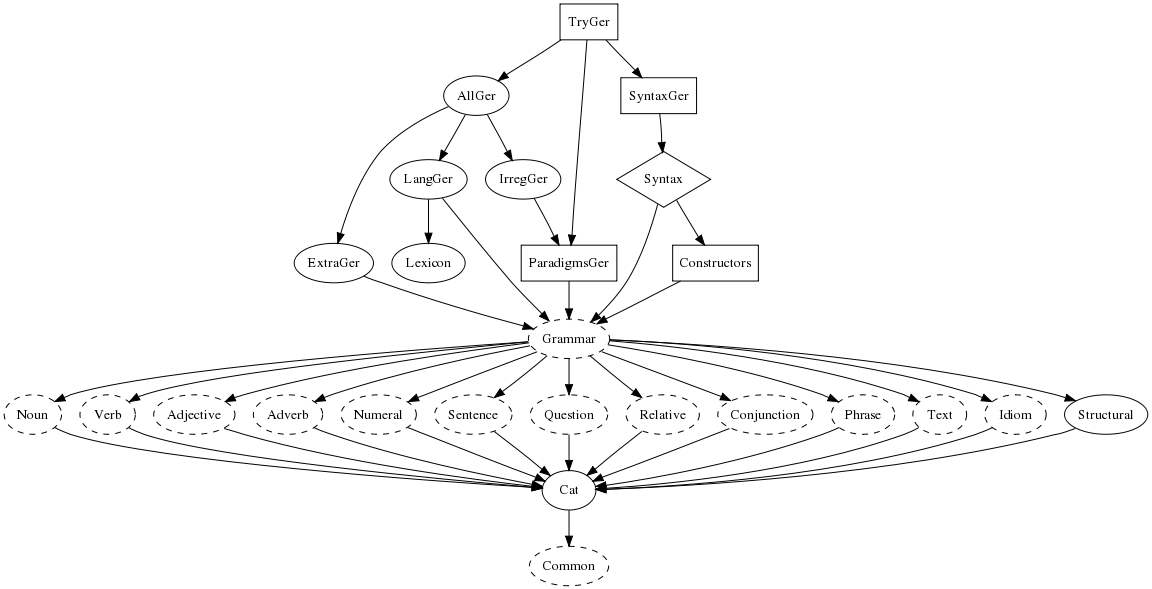 TryGer
AllGer
SyntaxGer
LangGer
IrregGer
Syntax
ExtraGer
Lexicon
ParadigmsGer
Constructors
Grammar
Noun
Verb
Adjective
Adverb
Numeral
Sentence
Question
Relative
Conjunction
Phrase
Text
Idiom
Structural
Cat
Common